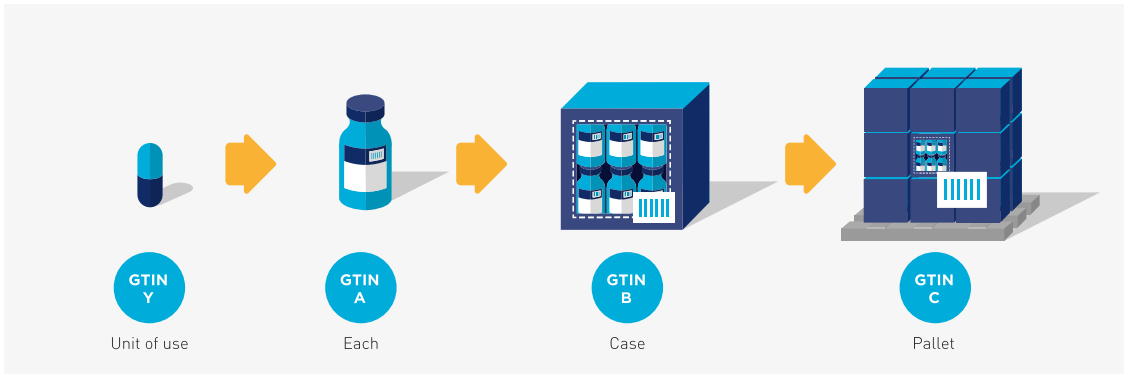 GTIN
Y
GTIN
A
GTIN
B
GTIN
C
Unit of use
Each
Case
Pallet